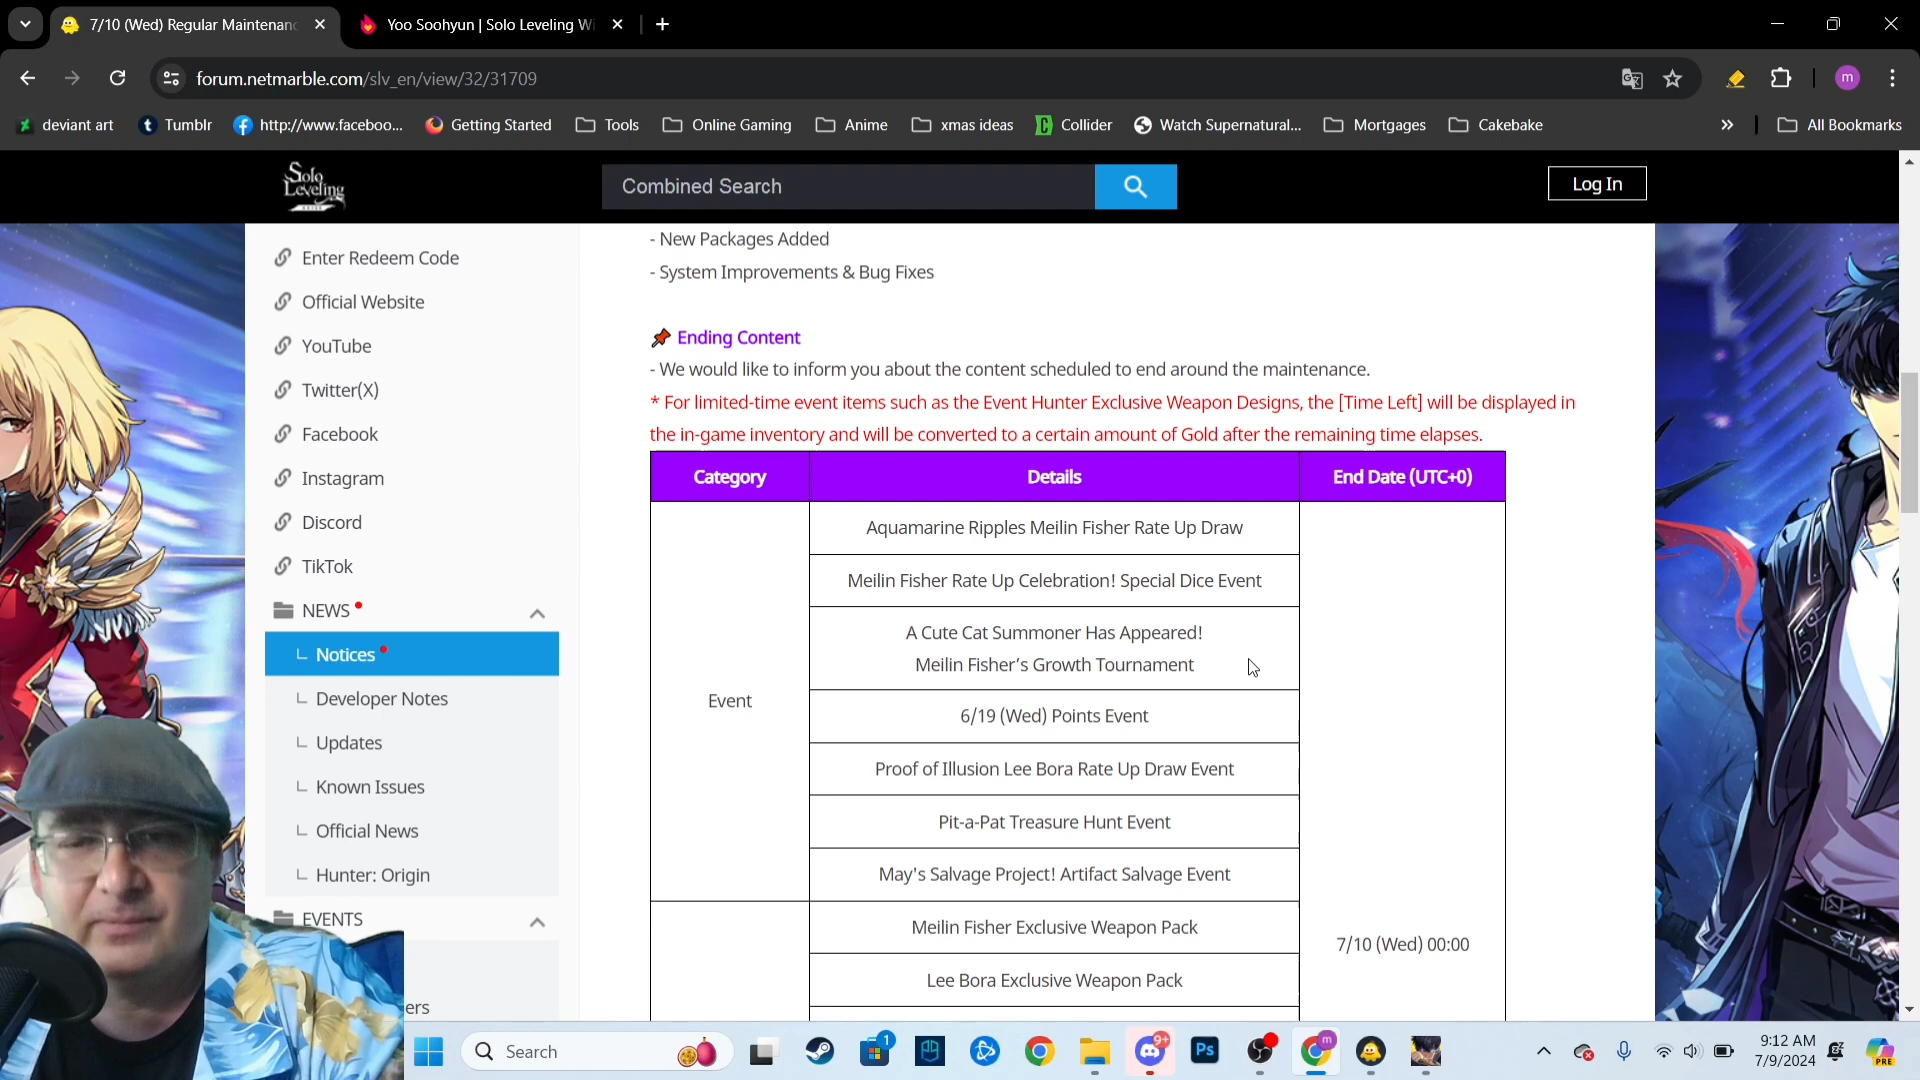 7/10 (Wed) Regular Maintenanc
Yoo Soohyun | Solo Leveling Wi
forum.netmarble.com/slv_en/view/32/31709
m
deviant art
Tumblr
http://www.faceboo...
Getting Started
Tools
Online Gaming
Anime
xmas ideas
Collider
Watch Supernatural...
Mortgages
Cakebake
»
All Bookmarks
Solo
Leveling
Combined Search
Log In
Enter Redeem Code
Official Website
YouTube
Twitter(X)
Facebook
Instagram
Discord
TikTok
NEWS
Notices
Developer Notes
Updates
Known Issues
Official News
Hunter: Origin
EVENTS
ers
- New Packages Added
- System Improvements & Bug Fixes
Ending Content
- We would like to inform you about the content scheduled to end around the maintenance.
* For limited-time event items such as the Event Hunter Exclusive Weapon Designs, the [Time Left] will be displayed in
the in-game inventory and will be converted to a certain amount of Gold after the remaining time elapses.
Category Details End Date (UTC+0)
Event
Aquamarine Ripples Meilin Fisher Rate Up Draw
Meilin Fisher Rate Up Celebration! Special Dice Event
A Cute Cat Summoner Has Appeared!
Meilin Fisher's Growth Tournament
6/19 (Wed) Points Event
Proof of Illusion Lee Bora Rate Up Draw Event
Pit-a-Pat Treasure Hunt Event
May's Salvage Project! Artifact Salvage Event
Meilin Fisher Exclusive Weapon Pack
Lee Bora Exclusive Weapon Pack
7/10 (Wed) 00:00
Search
1
9+
Ps
m
9:12 AM
7/9/2024
PRE